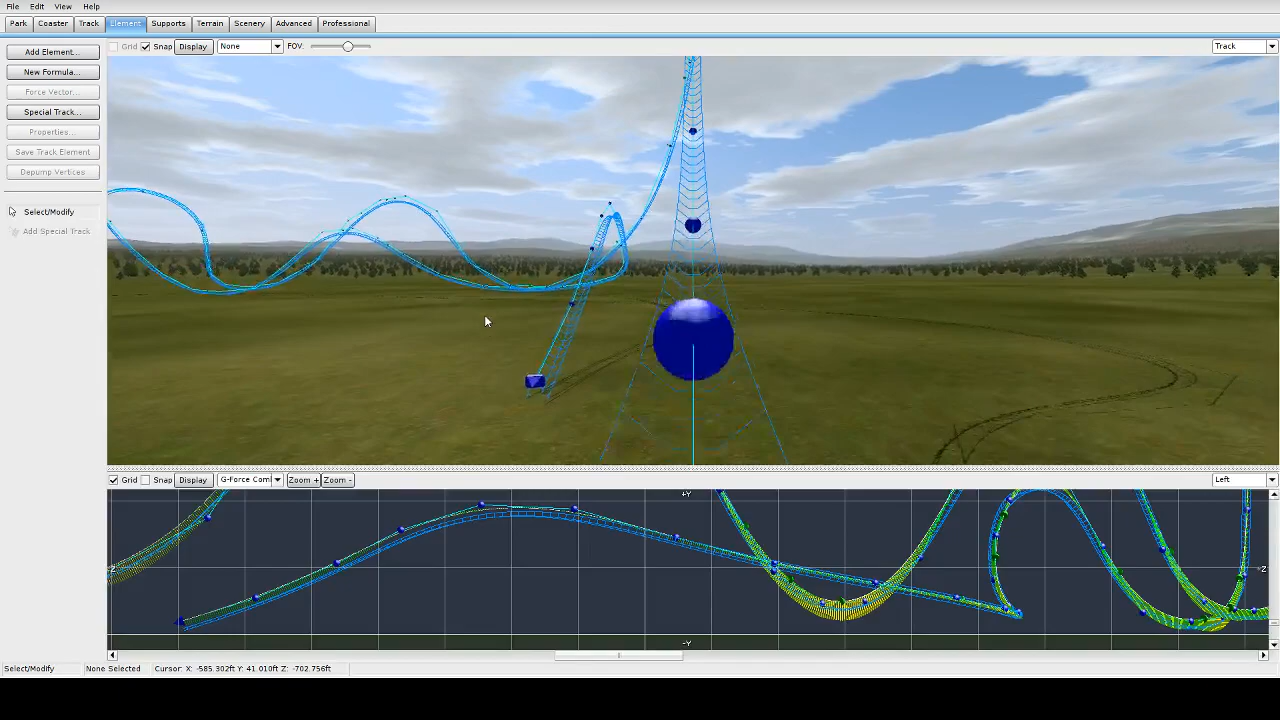 File Edit View Help
Park Coaster Track Element Supports Terrain Scenery Advanced Professional
Add Element...
Grid Snap Display None FOV: Track
New Formula...
Force Vector...
Special Track...
Properties...
Save Track Element
Depump Vertices
Select/Modify
Add Special Track
Grid Snap Display G-Force Com Zoom + Zoom - Left
+Y
Z
+Z
-Y
Select/Modify None Selected Cursor: X: -585.302ft Y: 41.010ft Z: -702.756ft